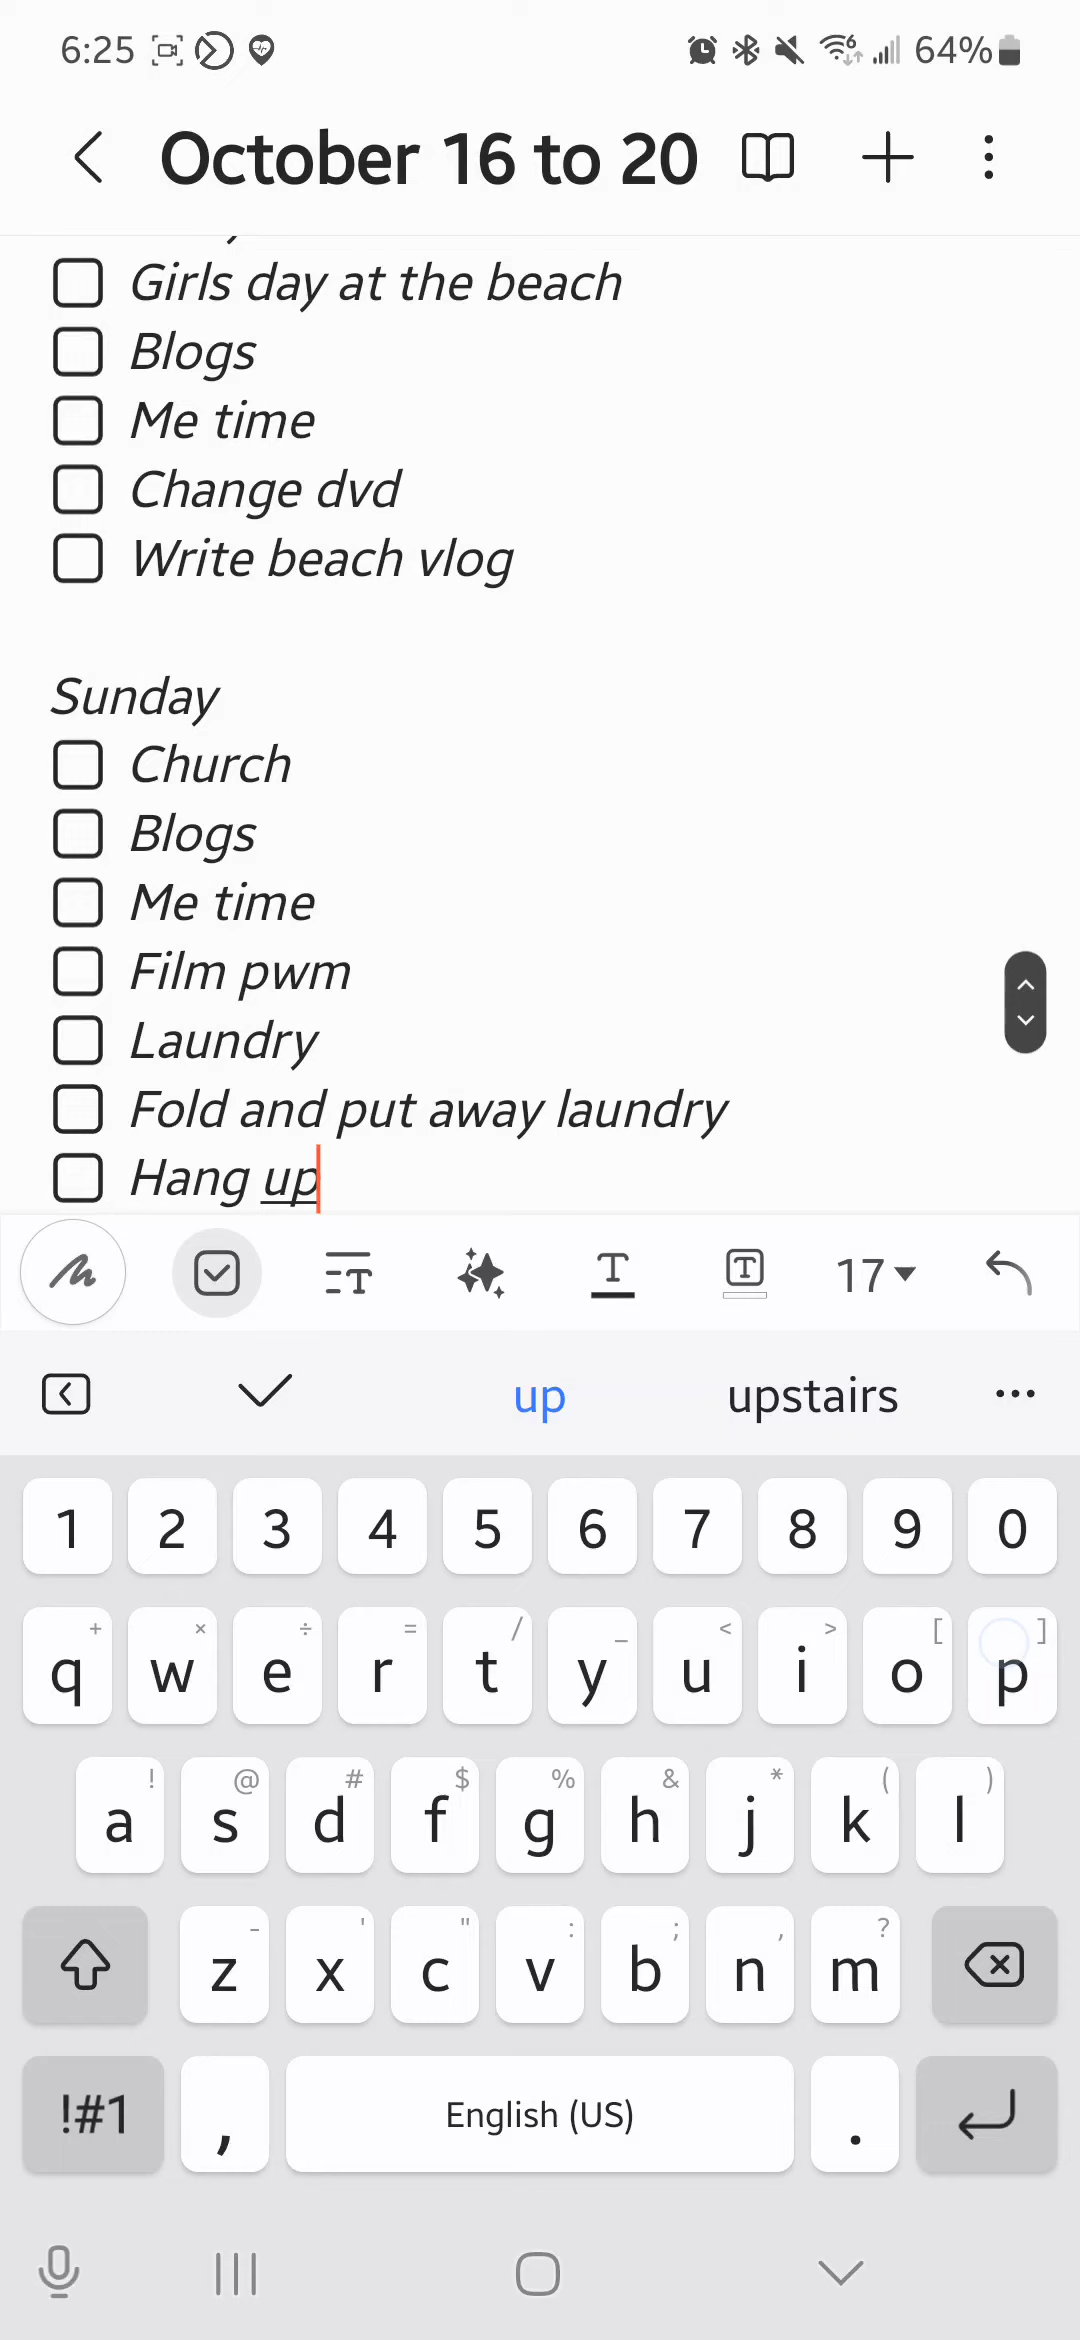 6:25 6 64%
October 16 to 20
Girls day at the beach
Blogs
Me time
Change dvd
Write beach vlog
Sunday
Church
Blogs
Me time
Film pwm
Laundry
Fold and put away laundry
Hang up
T T T 17
up upstairs ...
1 2 3 4 5 6 7 8 9 0
+ × ÷ = / _ < > [ ]
q w e r t y u i o p
! @ # $ % & * ( )
a s d f g h j k l
- ' " : ; , ?
z x c v b n m
!#1 , English (US) .